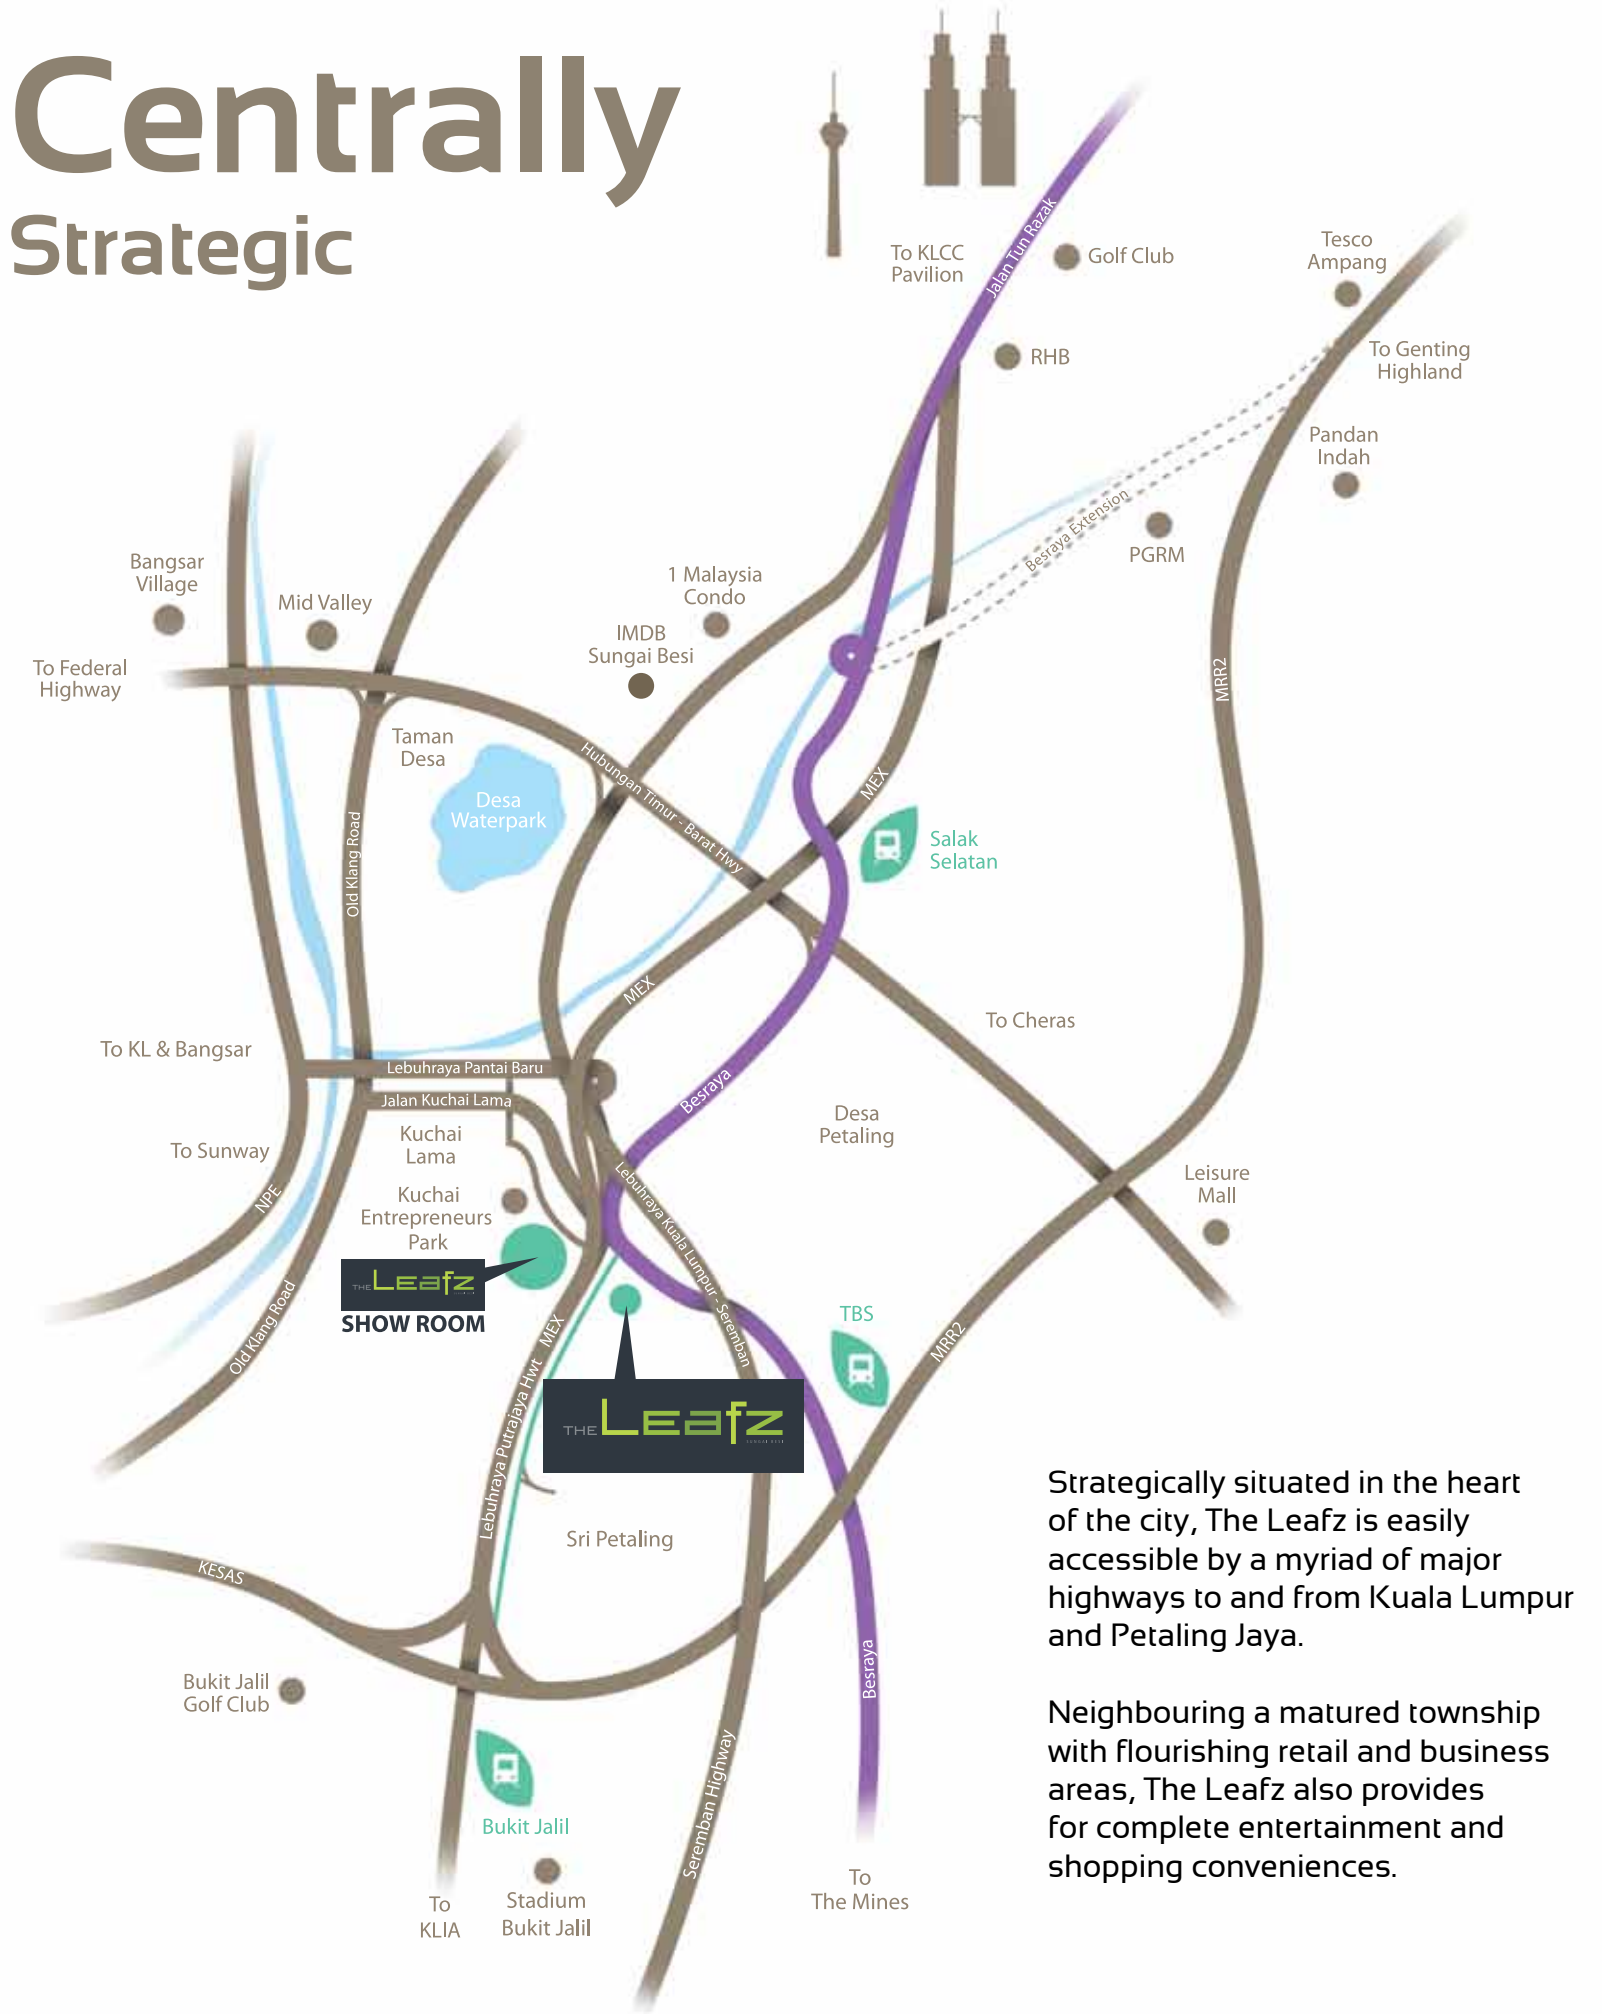 Centrally
Strategic
To KLCC
Pavilion
Jalan Tun Razak
Golf Club
Tesco
Ampang
RHB
To Genting
Highland
Pandan
Indah
Besraya Extension
PGRM
Bangsar
Village
Mid Valley
1 Malaysia
Condo
IMDB
Sungai Besi
To Federal
Highway
MRR2
Taman
Desa
Hubungan Timur - Barat Hwy
Desa
Waterpark
MEX
Old Klang Road
Salak
Selatan
MEX
To Cheras
To KL & Bangsar
Lebuhraya Pantai Baru
Jalan Kuchai Lama
Besraya
Desa
Petaling
Kuchai
Lama
To Sunway
NPE
Kuchai
Entrepreneurs
Park
Lebuhraya Kuala Lumpur - Seremban
Leisure
Mall
THE Leafz
SHOW ROOM
Old Klang Road
TBS
MRR2
Lebuhraya Putrajaya Hwt MEX
THE Leafz
SUNGAI BESI
Sri Petaling
KESAS
Strategically situated in the heart
of the city, The Leafz is easily
accessible by a myriad of major
highways to and from Kuala Lumpur
and Petaling Jaya.
Besraya
Bukit Jalil
Golf Club
Seremban Highway
Neighbouring a matured township
with flourishing retail and business
areas, The Leafz also provides
for complete entertainment and
shopping conveniences.
Bukit Jalil
To
KLIA
Stadium
Bukit Jalil
To
The Mines